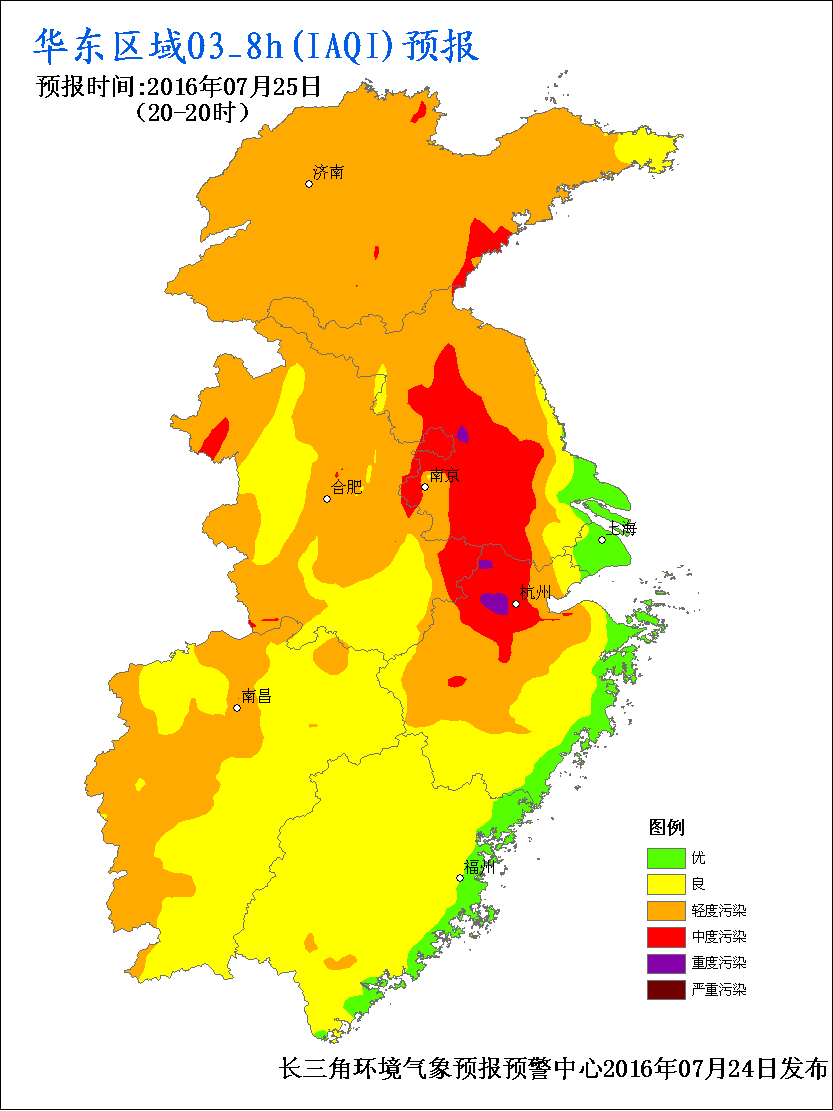 华东区域O3_8h(IAQI)预报
预报时间:2016年07月25日
（20-20时）
济南
合肥
南京
上海
杭州
南昌
福州
图例
优
良
轻度污染
中度污染
重度污染
严重污染
长三角环境气象预报预警中心2016年07月24日发布